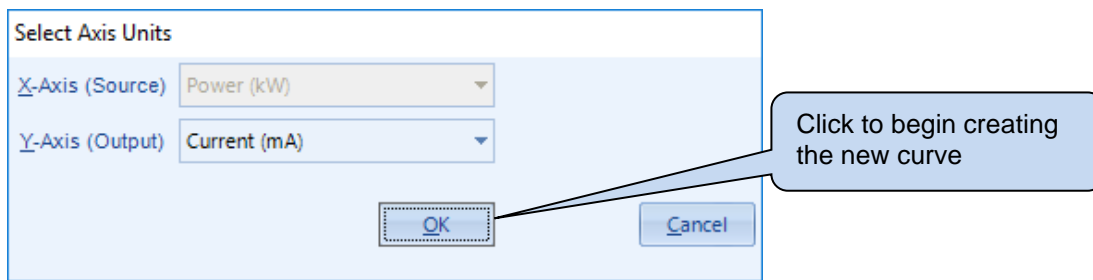 Select Axis Units
X-Axis (Source) Power (kW)
Y-Axis (Output) Current (mA)
Click to begin creating
the new curve
OK Cancel